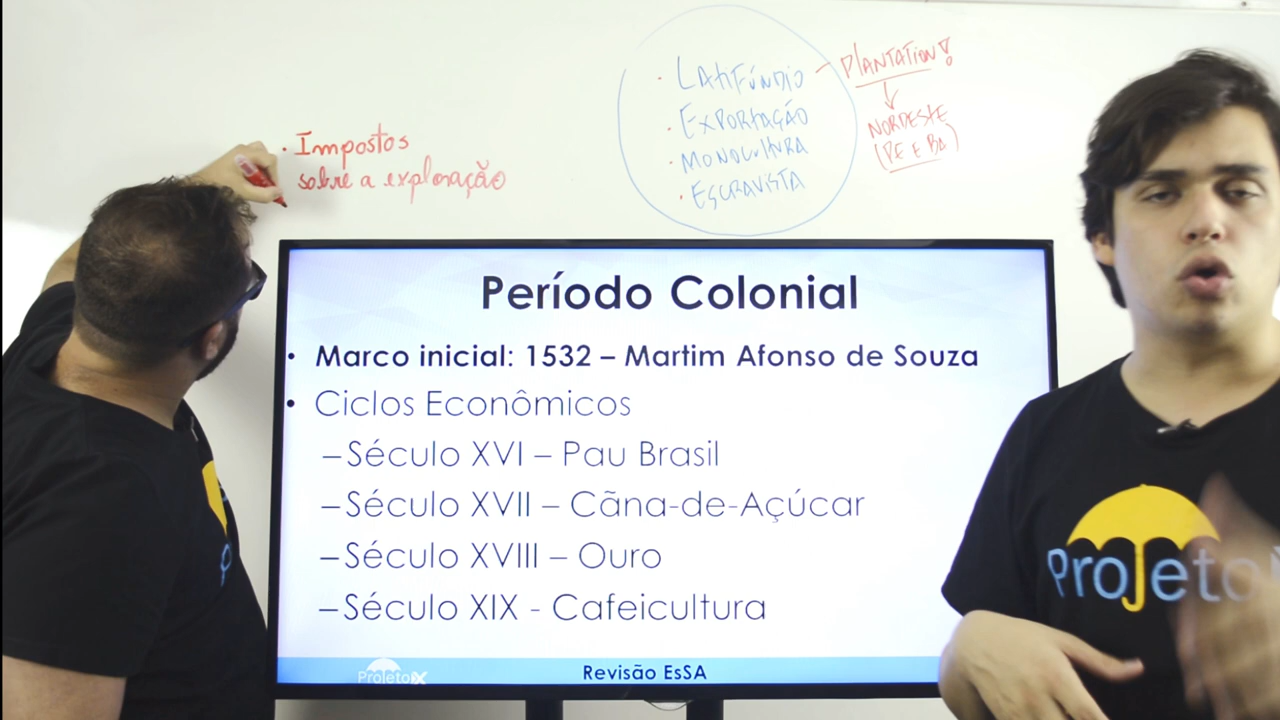 • Impostos
sobre a exploração
• LAtiFúNDiO – PlANTATiON!
• EXPORtAÇÃO
• MONOCULtURA
• ESCRAViSTA
NORDESTE
(PE E BA)
Período Colonial
• Marco inicial: 1532 – Martim Afonso de Souza
• Ciclos Econômicos
–Século XVI – Pau Brasil
–Século XVII – Cãna-de-Açúcar
–Século XVIII – Ouro
–Século XIX - Cafeicultura
ProjetoX
Revisão EsSA
Projeto